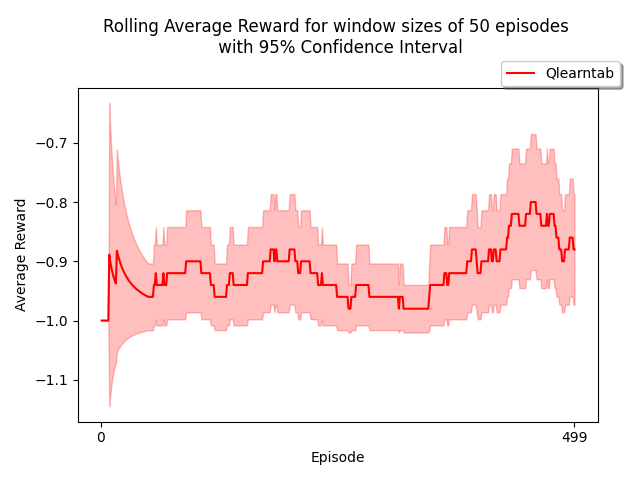 Rolling Average Reward for window sizes of 50 episodes
with 95% Confidence Interval
Qlearntab
−0.7
−0.8
−0.9
−1.0
−1.1
Average Reward
0
499
Episode